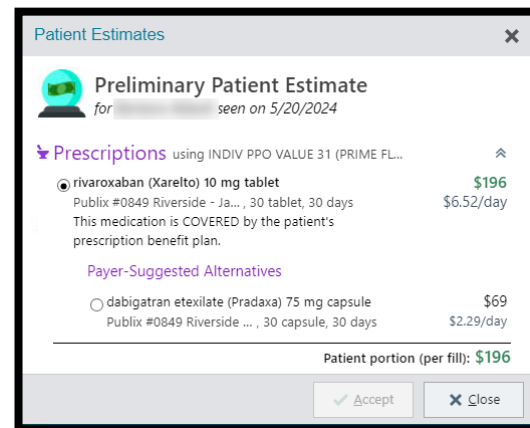 Patient Estimates
Preliminary Patient Estimate
for seen on 5/20/2024
Prescriptions using INDIV PPO VALUE 31 (PRIME FL...
rivaroxaban (Xarelto) 10 mg tablet $196
Publix #0849 Riverside - Ja... , 30 tablet, 30 days $6.52/day
This medication is COVERED by the patient's
prescription benefit plan.
Payer-Suggested Alternatives
dabigatran etexilate (Pradaxa) 75 mg capsule $69
Publix #0849 Riverside ... , 30 capsule, 30 days $2.29/day
Patient portion (per fill): $196
Accept Close